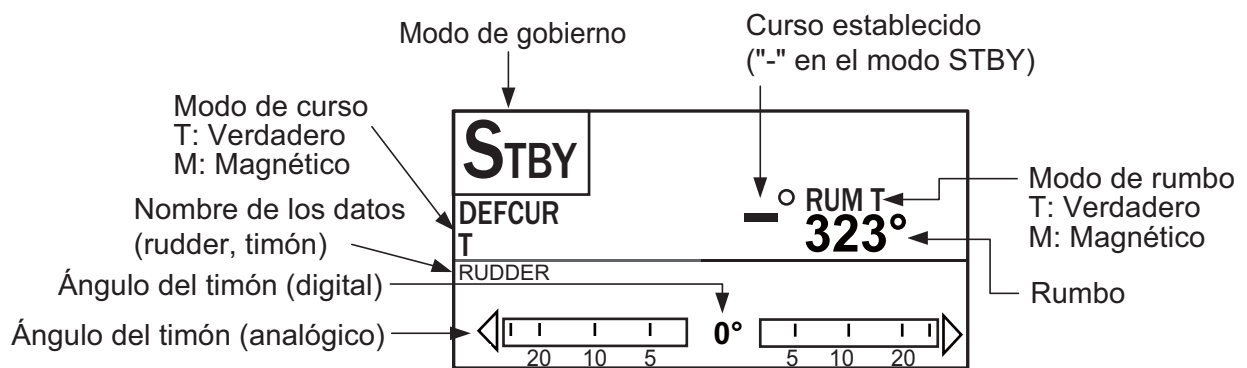 Modo de gobierno
Curso establecido
("-" en el modo STBY)
Modo de curso
T: Verdadero
M: Magnético
STBY
DEFCUR
T
–° RUM T
323°
Modo de rumbo
T: Verdadero
M: Magnético
Rumbo
Nombre de los datos
(rudder, timón)
RUDDER
Ángulo del timón (digital)
Ángulo del timón (analógico)
0°
20 10 5 5 10 20